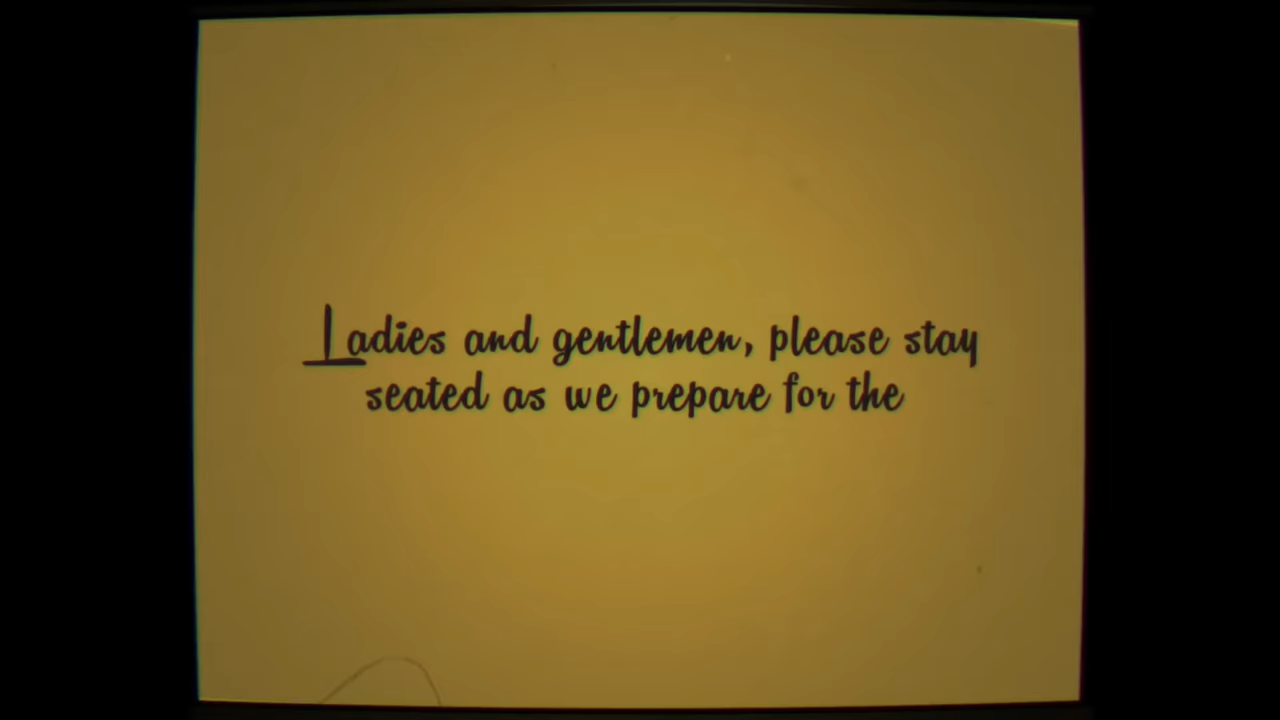 Ladies and gentlemen, please stay
seated as we prepare for the